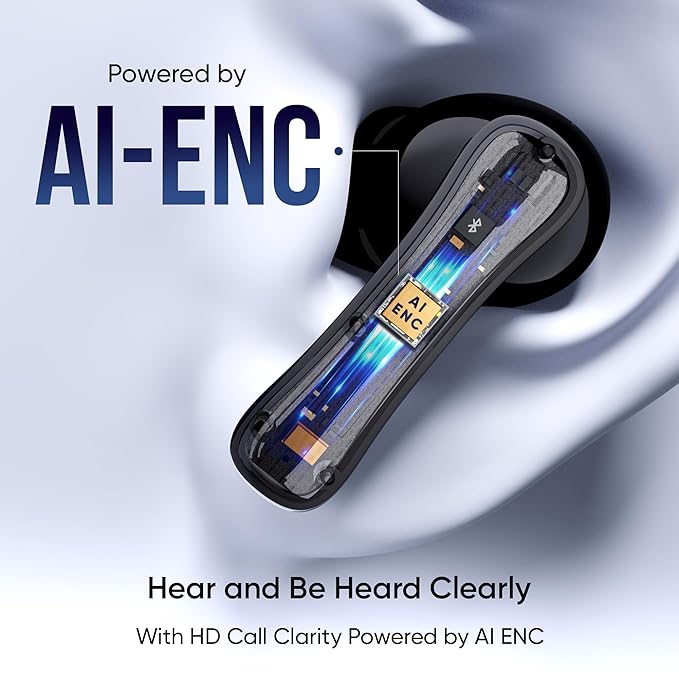 Powered by
AI-ENC
AI
ENC
Hear and Be Heard Clearly
With HD Call Clarity Powered by AI ENC